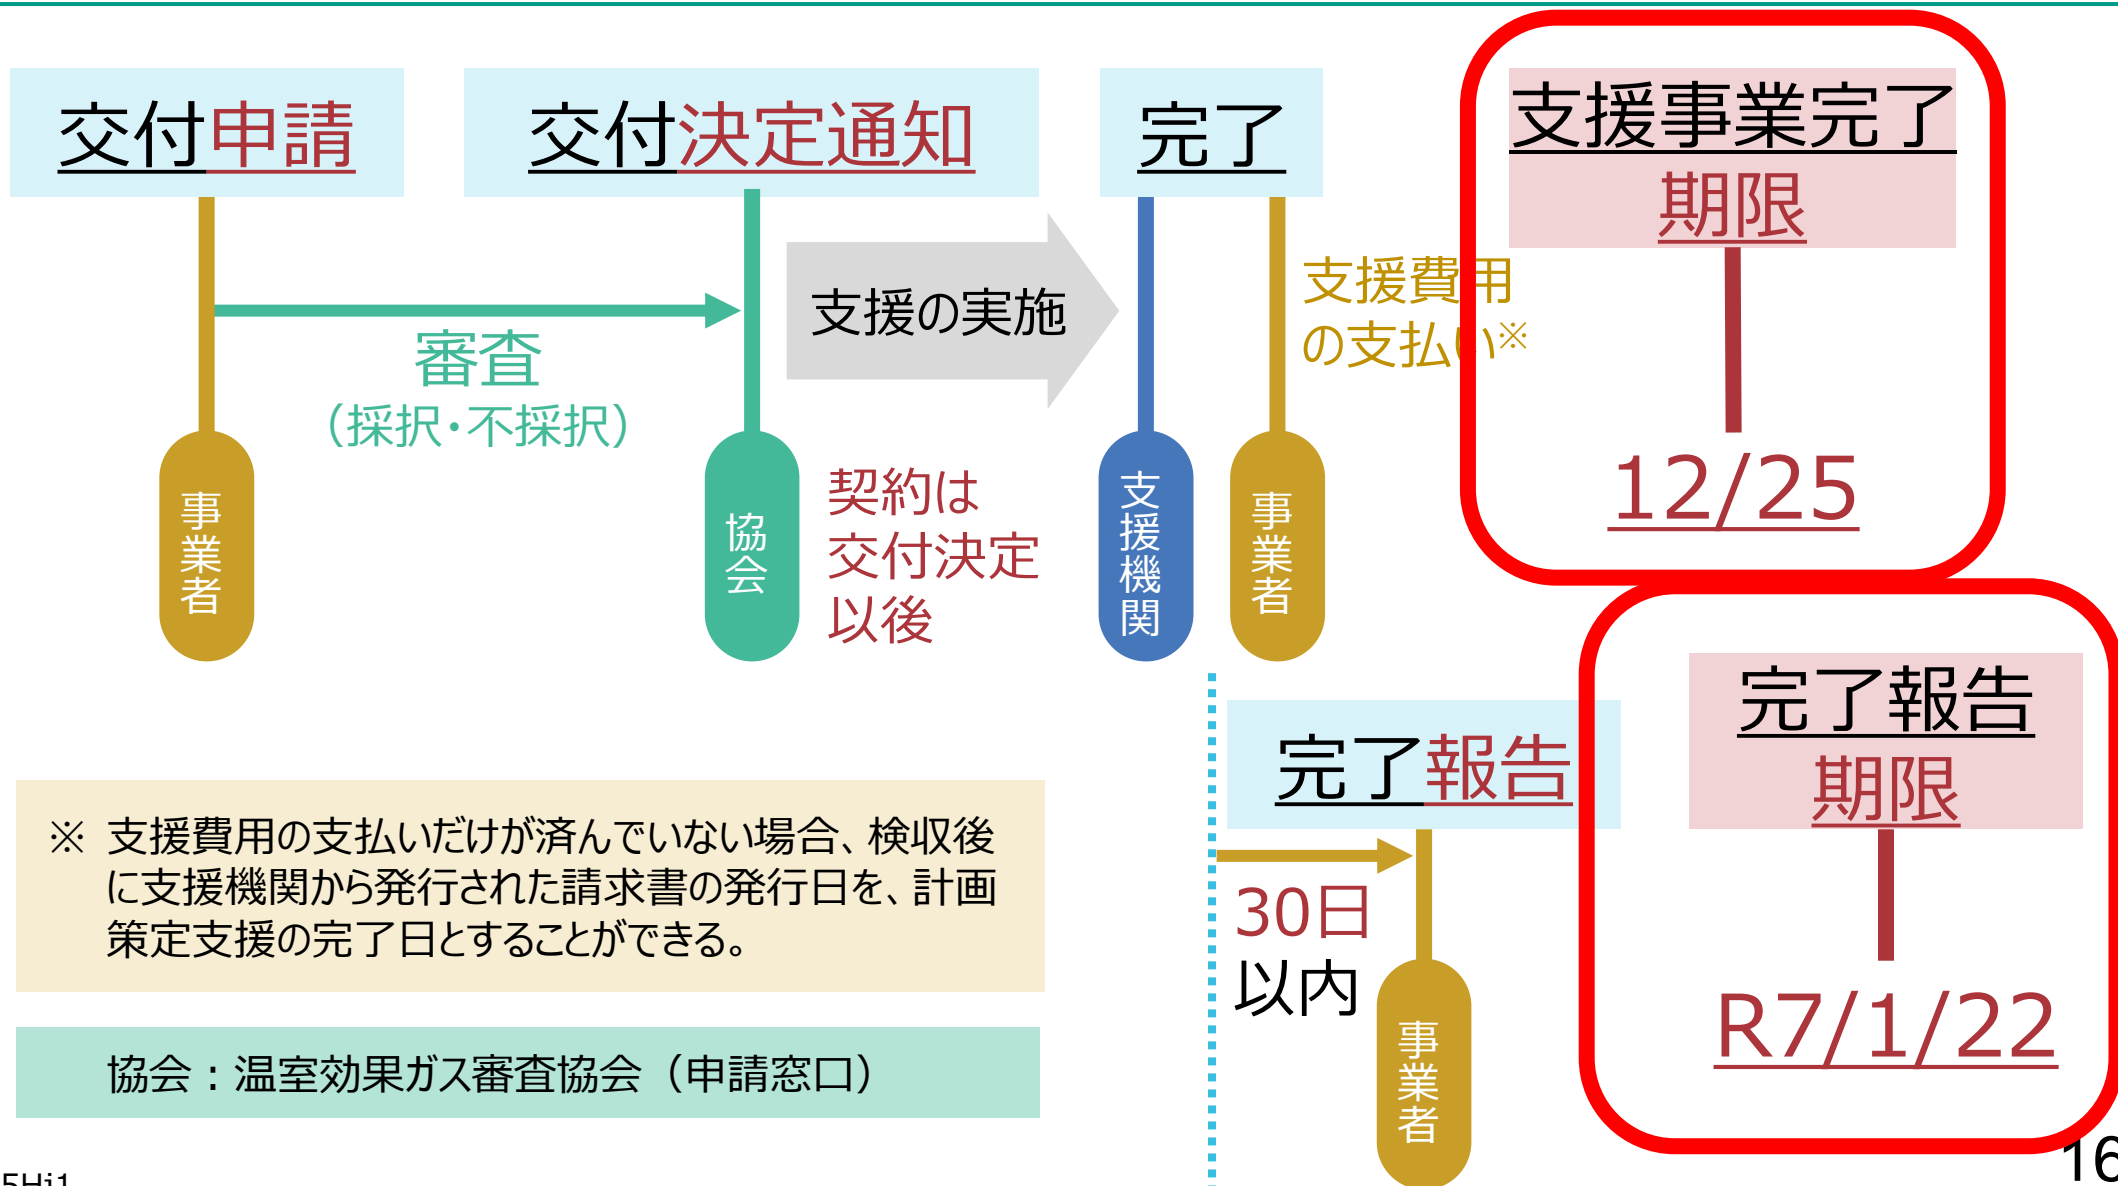 交付申請
交付決定通知
完了
支援事業完了
期限
12/25
審査
（採択・不採択）
支援の実施
支援費用
の支払い※
事業者
協会
契約は
交付決定
以後
支援機関
事業者
完了報告
30日
以内
事業者
完了報告
期限
R7/1/22
※ 支援費用の支払いだけが済んでいない場合、検収後
に支援機関から発行された請求書の発行日を、計画
策定支援の完了日とすることができる。
協会：温室効果ガス審査協会（申請窓口）
16